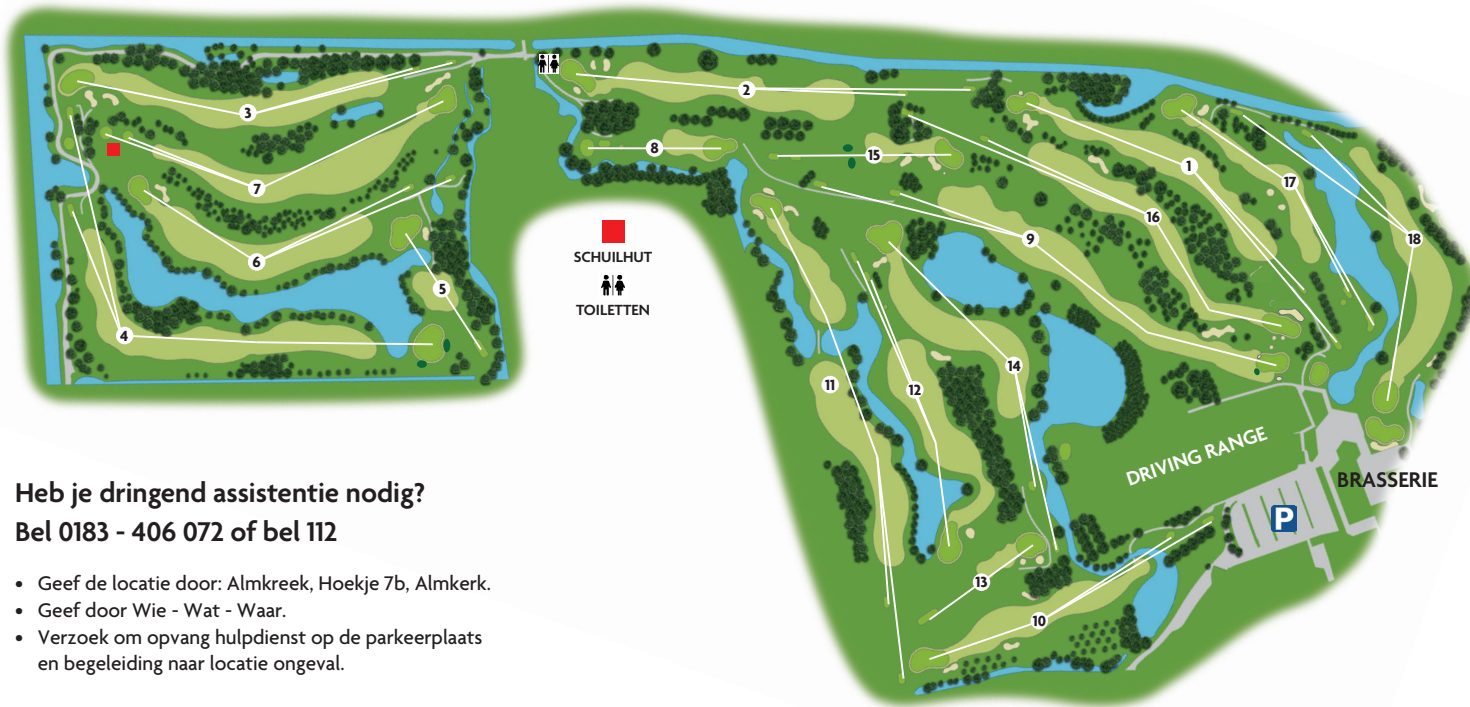 3
2
7
8
15
1
17
16
18
9
6
5
4
SCHUILHUT
TOILETTEN
14
11
12
DRIVING RANGE
BRASSERIE
P
13
10
Heb je dringend assistentie nodig?
Bel 0183 - 406 072 of bel 112
• Geef de locatie door: Almkreek, Hoekje 7b, Almkerk.
• Geef door Wie - Wat - Waar.
• Verzoek om opvang hulpdienst op de parkeerplaats
en begeleiding naar locatie ongeval.